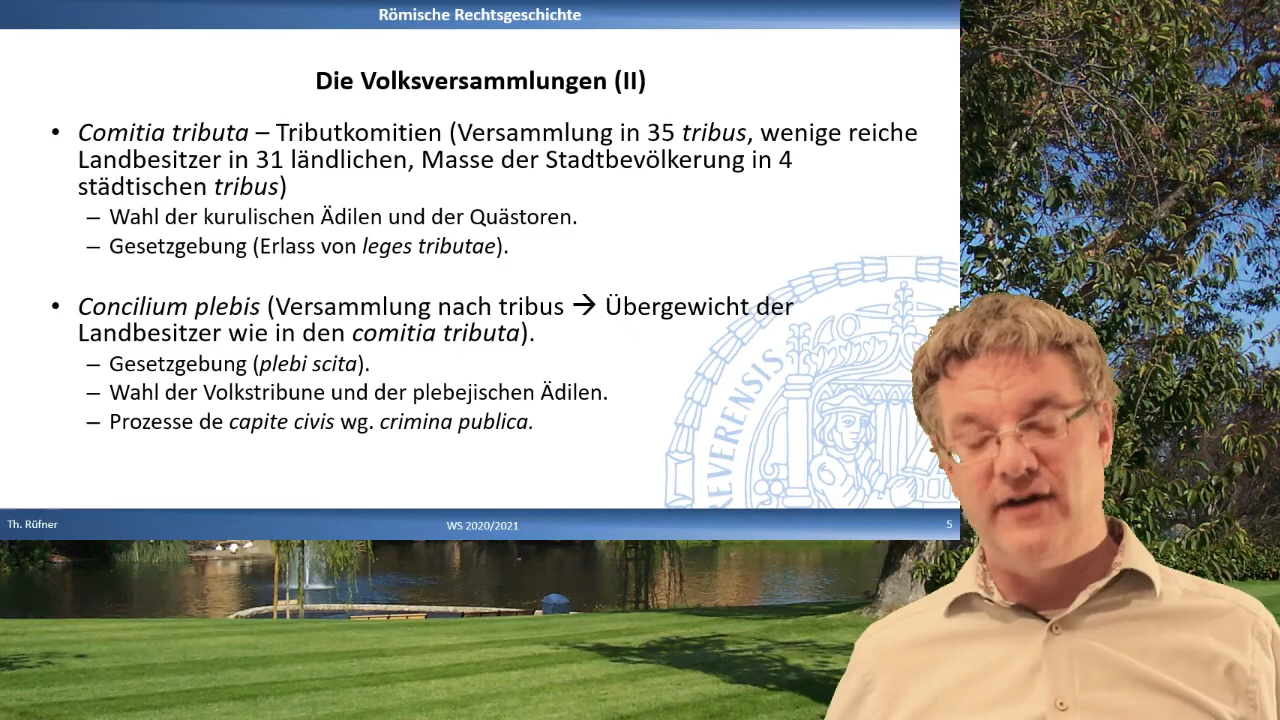 Römische Rechtsgeschichte
Die Volksversammlungen (II)
• Comitia tributa – Tributkomitien (Versammlung in 35 tribus, wenige reiche
Landbesitzer in 31 ländlichen, Masse der Stadtbevölkerung in 4
städtischen tribus)
– Wahl der kurulischen Ädilen und der Quästoren.
– Gesetzgebung (Erlass von leges tributae).
• Concilium plebis (Versammlung nach tribus → Übergewicht der
Landbesitzer wie in den comitia tributa).
– Gesetzgebung (plebi scita).
– Wahl der Volkstribune und der plebejischen Ädilen.
– Prozesse de capite civis wg. crimina publica.
EVERENSIS
Th. Rüfner
WS 2020/2021
5